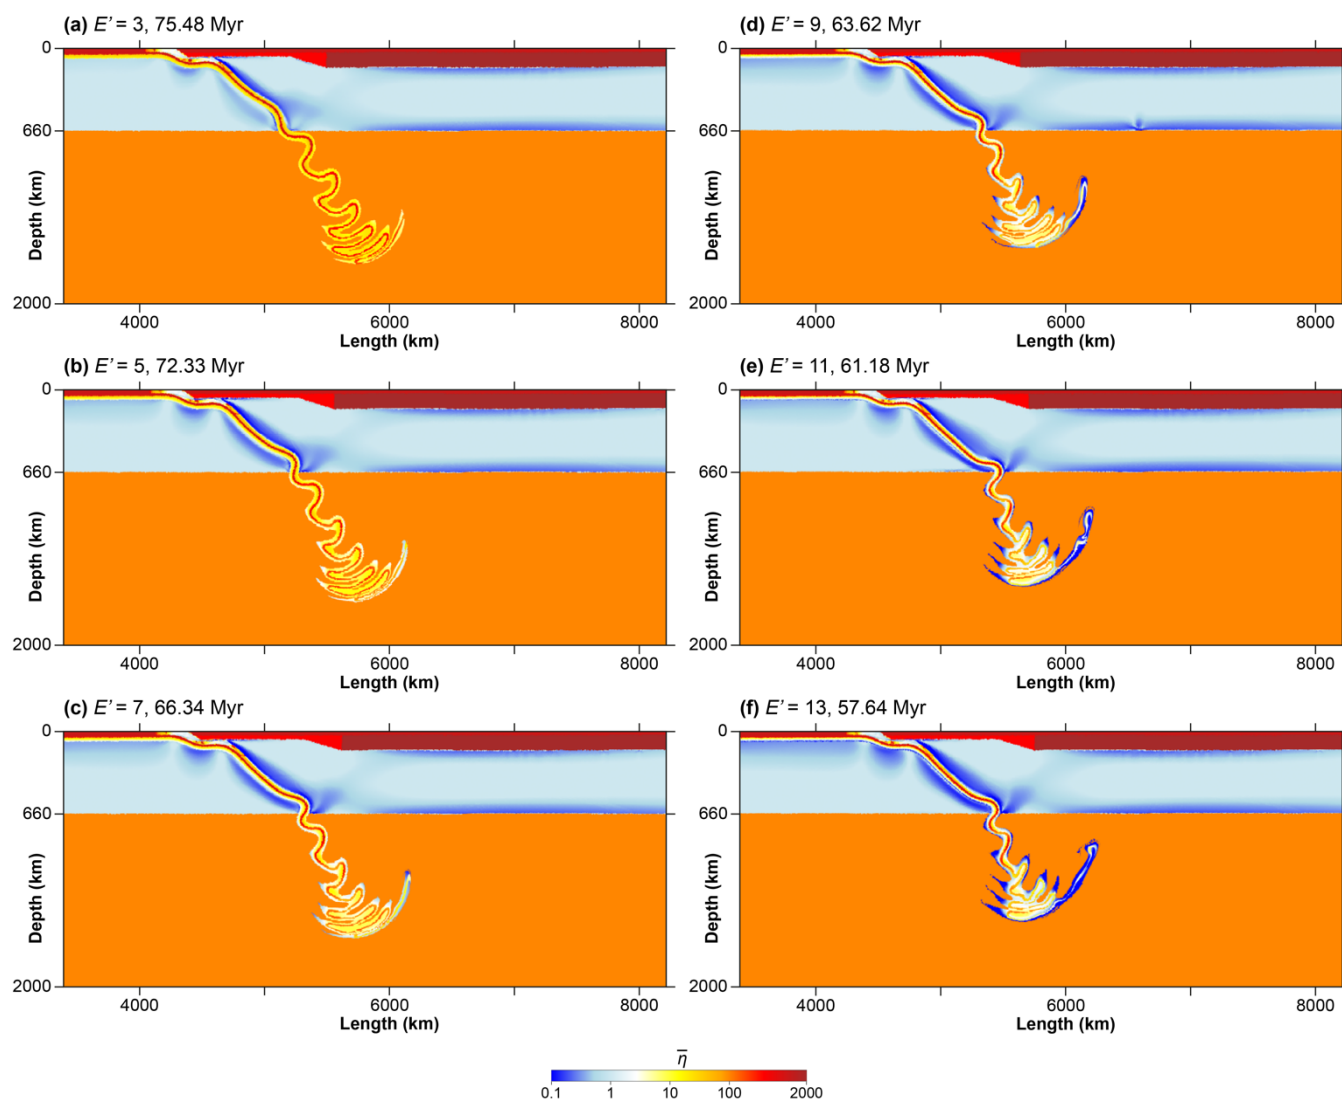 (a) E' = 3, 75.48 Myr
0
660
2000
Depth (km)
4000 6000 8000
Length (km)
(b) E' = 5, 72.33 Myr
0
660
2000
Depth (km)
4000 6000 8000
Length (km)
(c) E' = 7, 66.34 Myr
0
660
2000
Depth (km)
4000 6000 8000
Length (km)
(d) E' = 9, 63.62 Myr
0
660
2000
Depth (km)
4000 6000 8000
Length (km)
(e) E' = 11, 61.18 Myr
0
660
2000
Depth (km)
4000 6000 8000
Length (km)
(f) E' = 13, 57.64 Myr
0
660
2000
Depth (km)
4000 6000 8000
Length (km)
η̅
0.1 1 10 100 2000